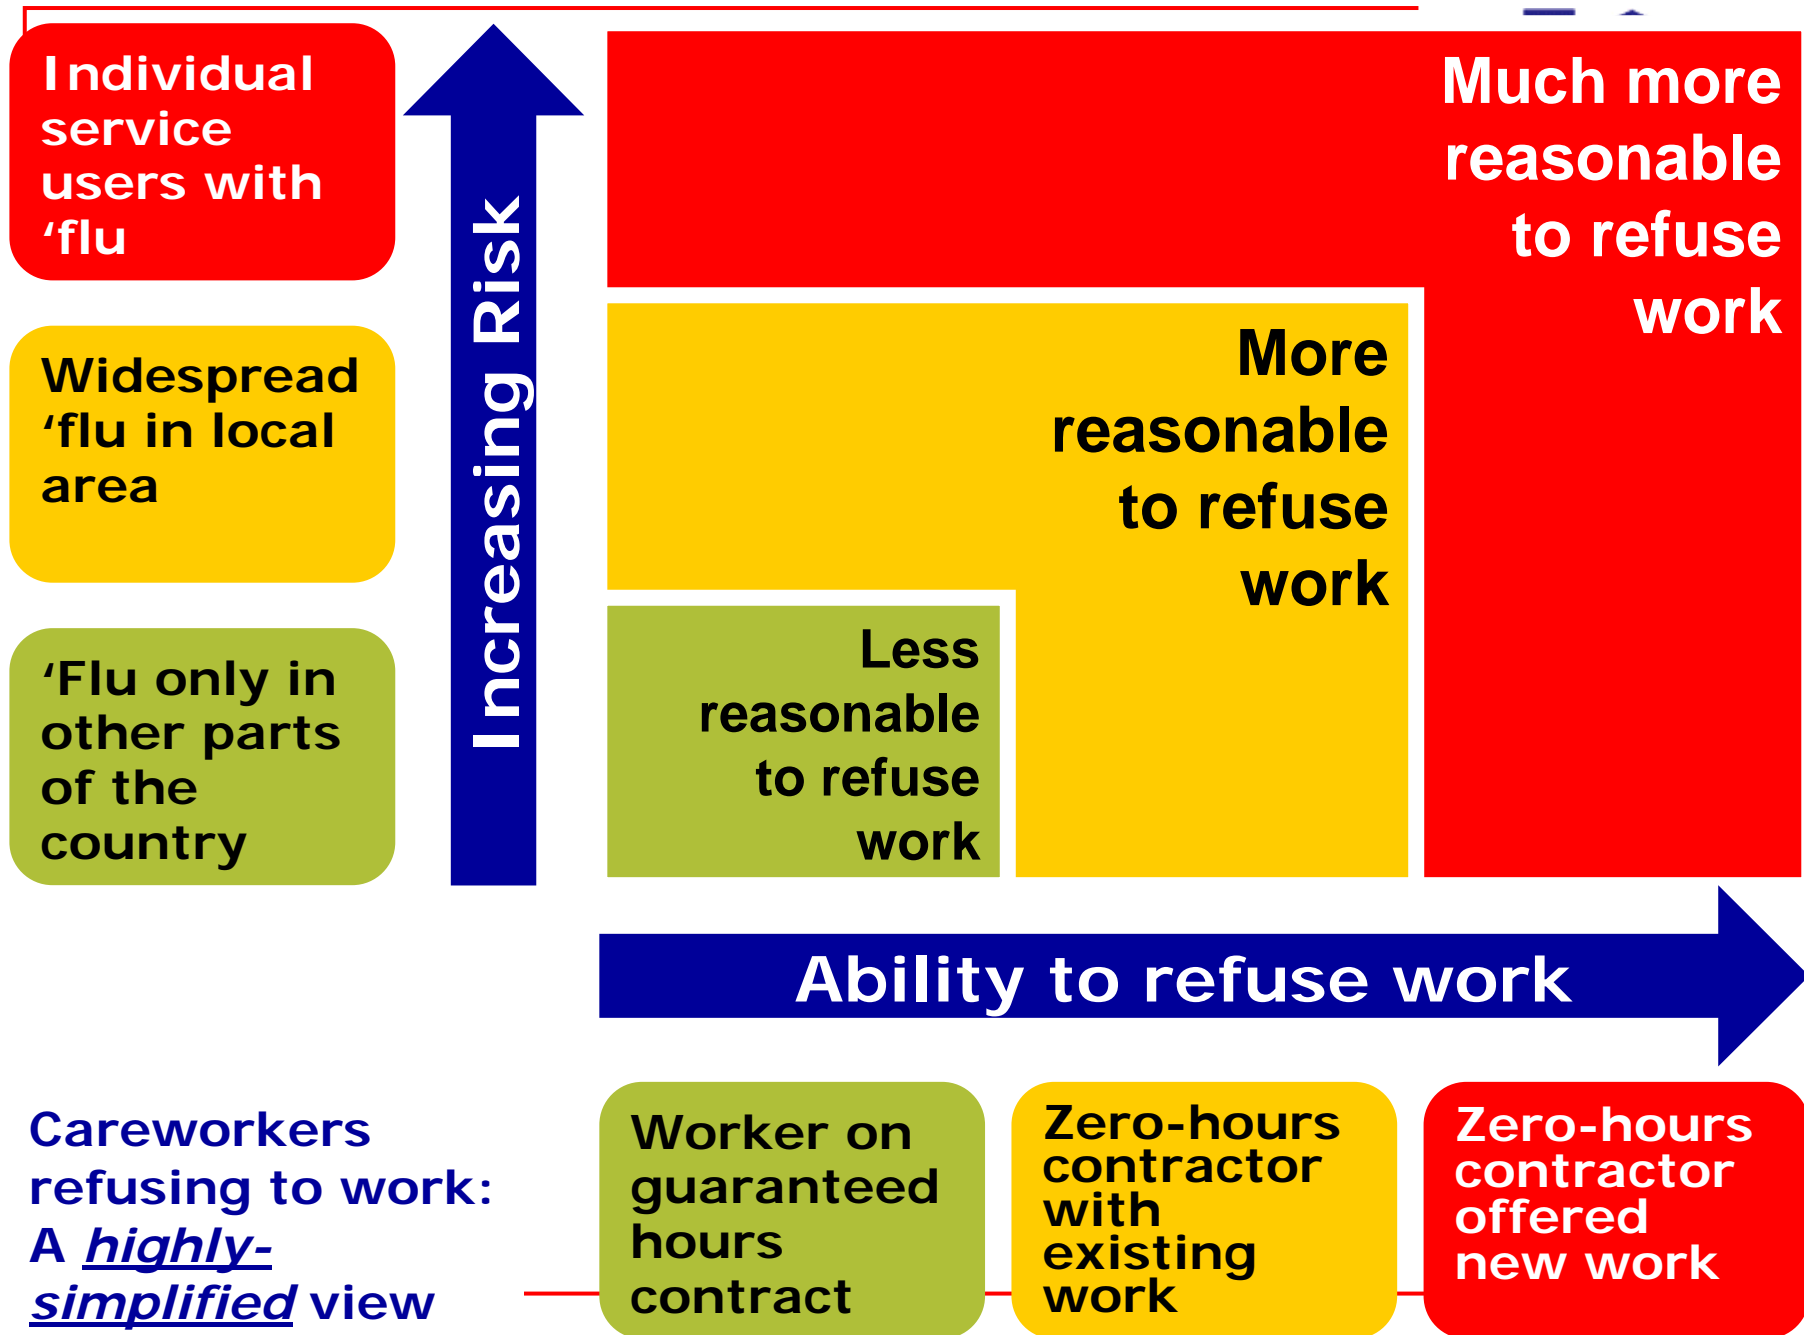 Individual
service
users with
‘flu
Widespread
‘flu in local
area
‘Flu only in
other parts
of the
country
Increasing Risk
Much more
reasonable
to refuse
work
More
reasonable
to refuse
work
Less
reasonable
to refuse
work
Ability to refuse work
Careworkers
refusing to work:
A highly-
simplified view
Worker on
guaranteed
hours
contract
Zero-hours
contractor
with
existing
work
Zero-hours
contractor
offered
new work